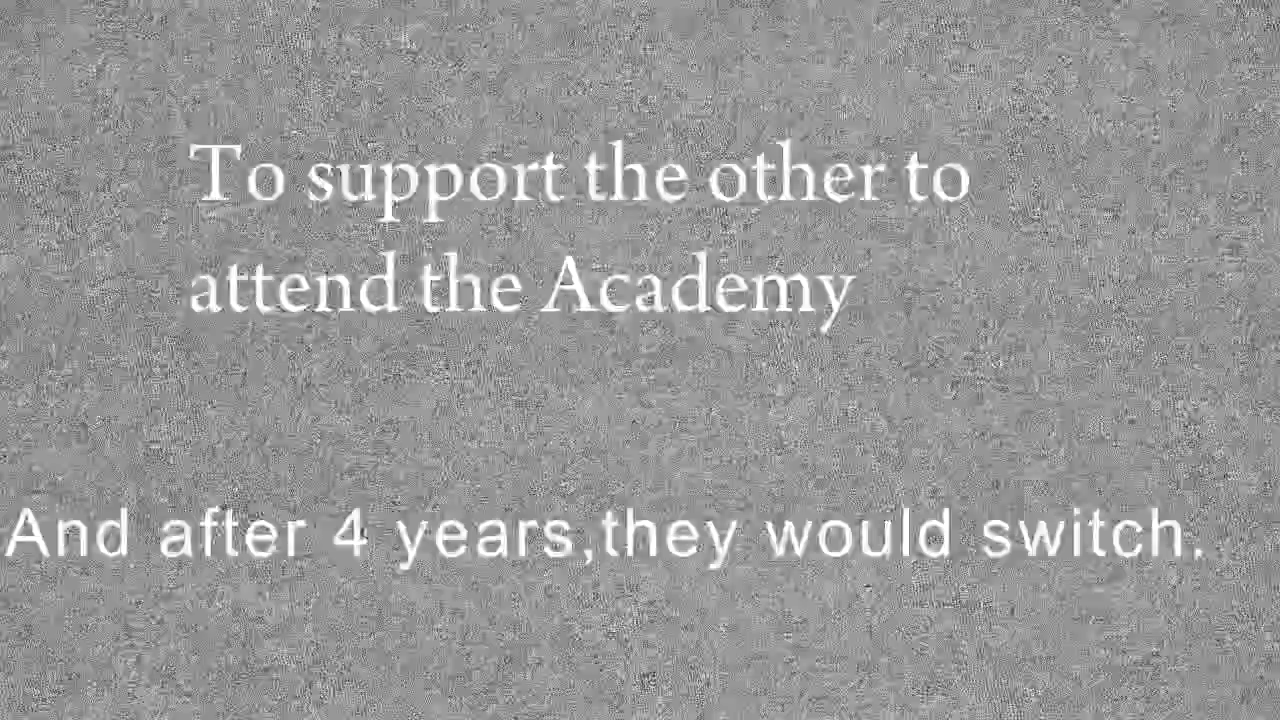 To support the other to
attend the Academy
And after 4 years,they would switch.